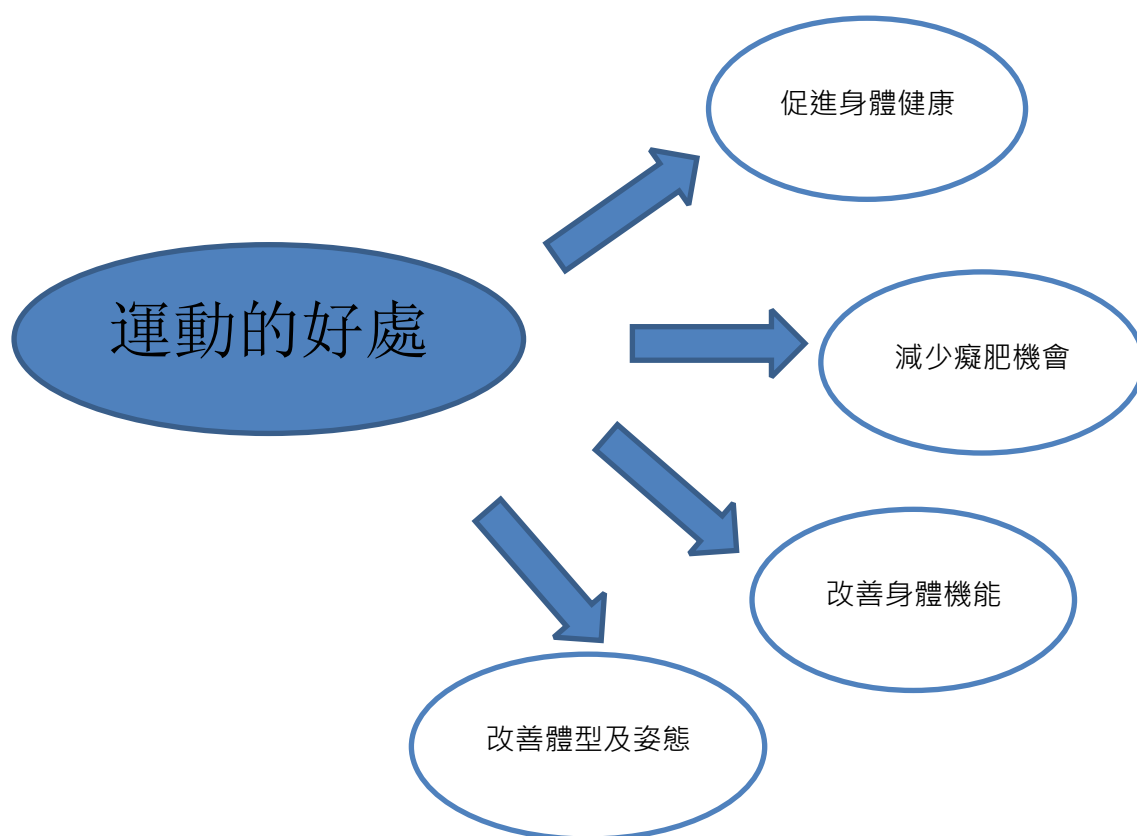 促進身體健康
運動的好處
減少癡肥機會
改善身體機能
改善體型及姿態